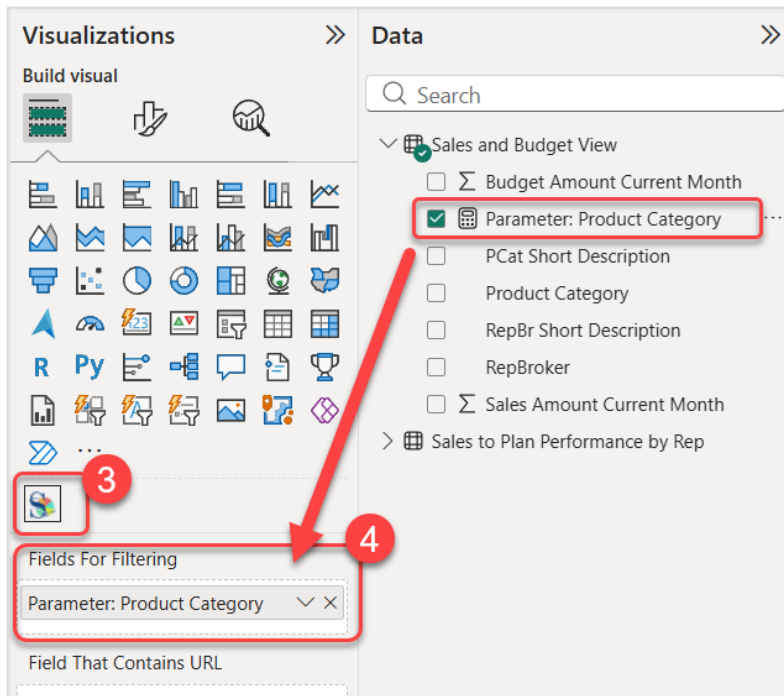 Visualizations
Build visual
123
R
Py
...
3
Fields For Filtering
4
Parameter: Product Category
Field That Contains URL
Data
Search
Sales and Budget View
Σ Budget Amount Current Month
Parameter: Product Category
...
PCat Short Description
Product Category
RepBr Short Description
RepBroker
Σ Sales Amount Current Month
Sales to Plan Performance by Rep